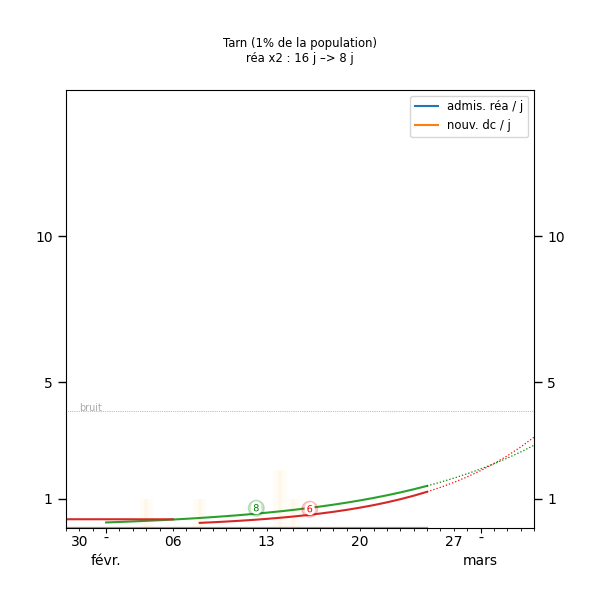 Tarn (1% de la population)
réa x2 : 16 j –> 8 j
admis. réa / j
nouv. dc / j
10 10
5 5
bruit
8 6
1 1
30 - 06 13 20 27 -
févr. mars